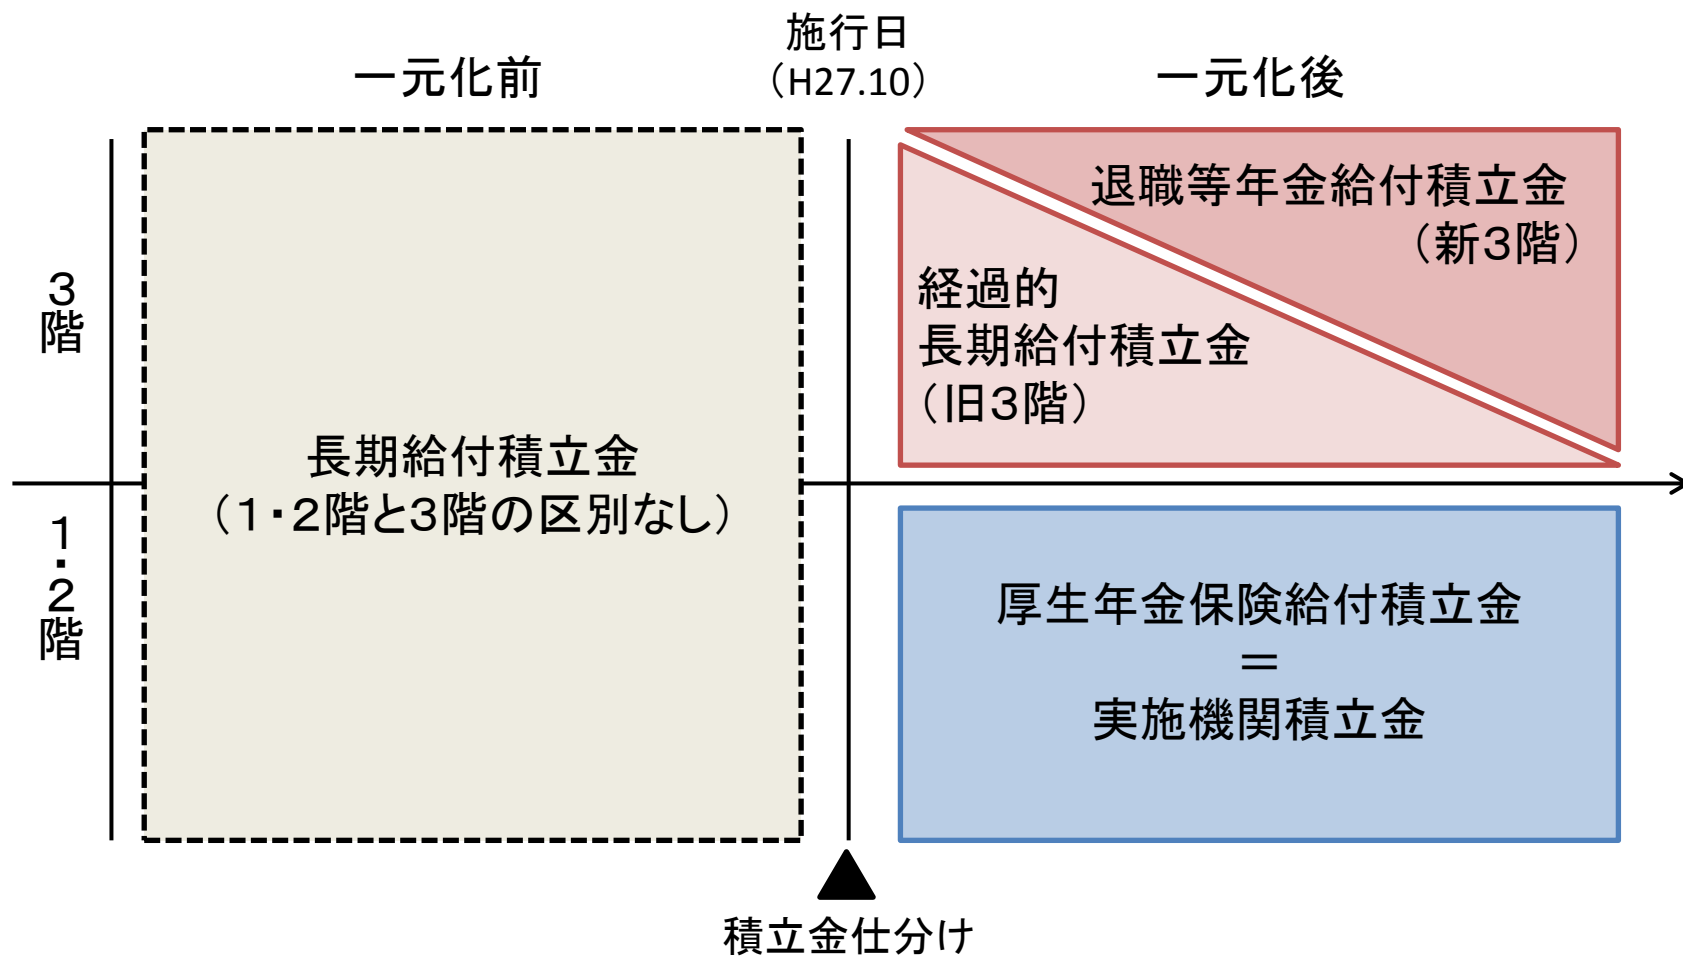 一元化前
施行日
（H27.10）
一元化後
3階
1・2階
長期給付積立金
（1・2階と3階の区別なし）
退職等年金給付積立金
（新3階）
経過的
長期給付積立金
（旧3階）
厚生年金保険給付積立金
＝
実施機関積立金
積立金仕分け